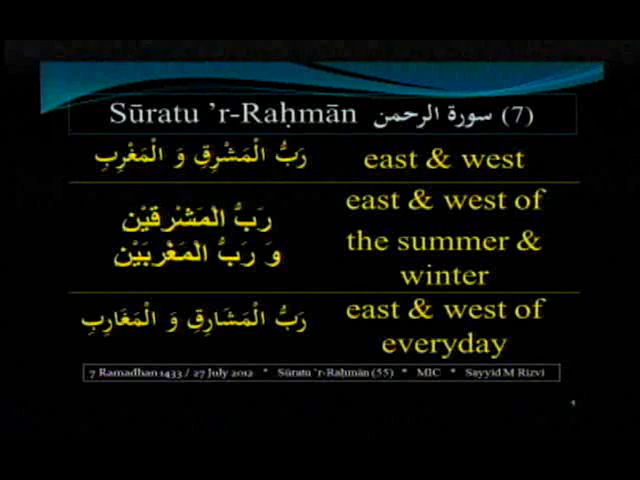 Sūratu ’r-Raḥmān سورة الرحمن (7)
رَبُّ الْمَشْرِقِ وَ الْمَغْرِبِ
east & west
رَبُّ الْمَشْرِقَيْنِ
وَ رَبُّ الْمَغْرِبَيْنِ
east & west of
the summer &
winter
رَبُّ الْمَشَارِقِ وَ الْمَغَارِبِ
east & west of
everyday
7 Ramadhan 1433 / 27 July 2012 * Sūratu ’r-Raḥmān (55) * MIC * Sayyid M Rizvi